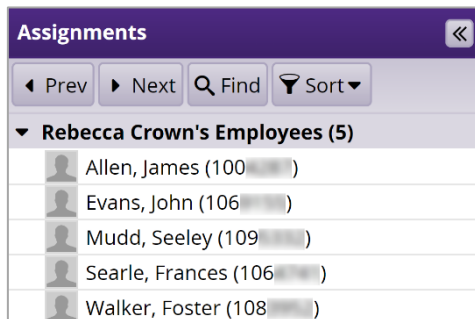 Assignments
Prev Next Find Sort
Rebecca Crown's Employees (5)
Allen, James (100 )
Evans, John (106 )
Mudd, Seeley (109 )
Searle, Frances (106 )
Walker, Foster (108 )